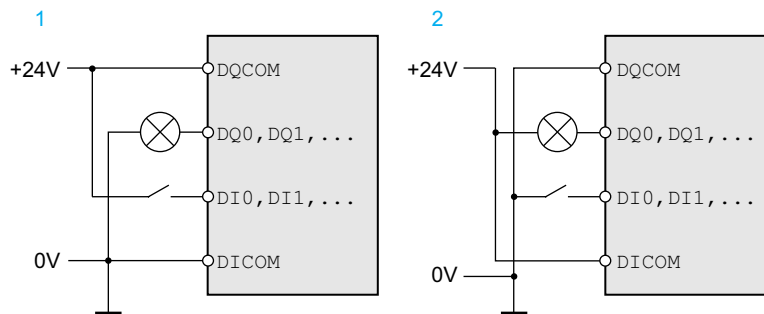 1
+24V
DQCOM
DQ0,DQ1,...
DI0,DI1,...
0V
DICOM
2
+24V
DQCOM
DQ0,DQ1,...
DI0,DI1,...
DICOM
0V